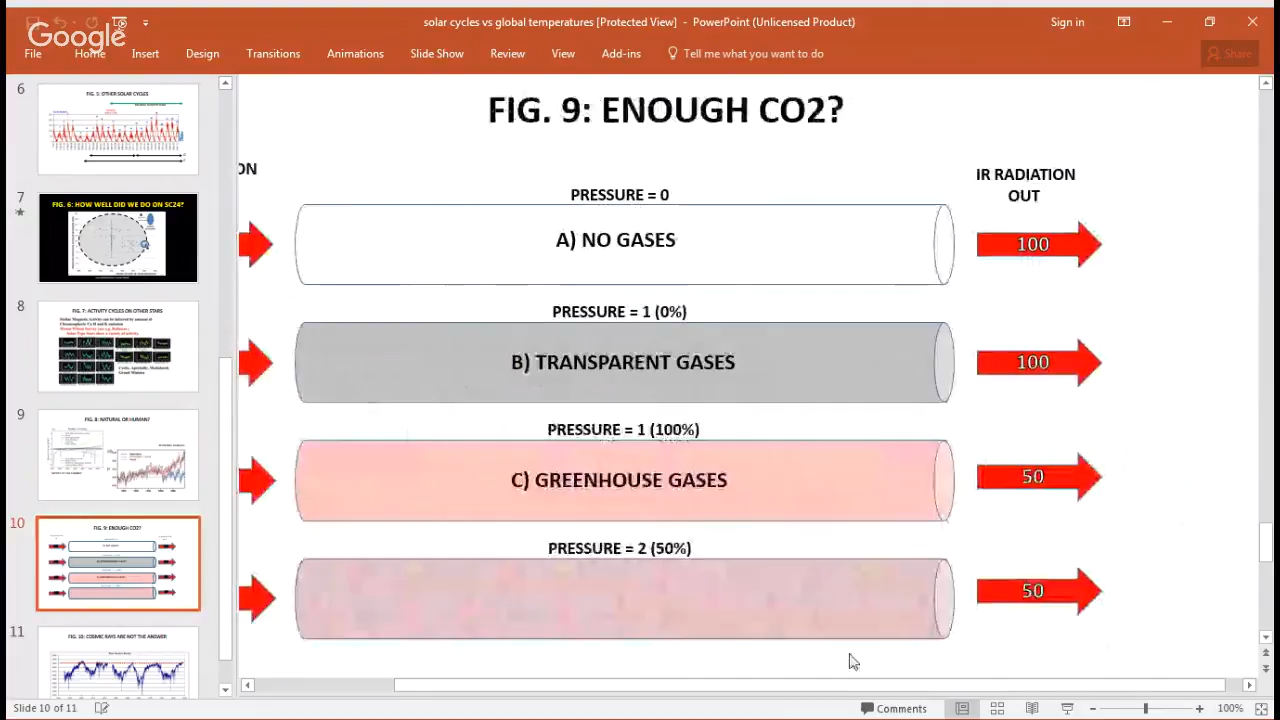 solar cycles vs global temperatures [Protected View] - PowerPoint (Unlicensed Product)
Sign in
Google
File Home Insert Design Transitions Animations Slide Show Review View Add-ins Tell me what you want to do
Share
6
FIG. 5: OTHER SOLAR CYCLES
7
FIG. 6: HOW WELL DID WE DO ON SC24?
8
FIG. 7: ACTIVITY CYCLES ON OTHER STARS
9
FIG. 8: NATURAL OR HUMAN?
10
FIG. 9: ENOUGH CO2?
11
FIG. 10: COSMIC RAYS ARE NOT THE ANSWER
FIG. 9: ENOUGH CO2?
ON
IR RADIATION
OUT
PRESSURE = 0
A) NO GASES
100
PRESSURE = 1 (0%)
B) TRANSPARENT GASES
100
PRESSURE = 1 (100%)
C) GREENHOUSE GASES
50
PRESSURE = 2 (50%)
50
Slide 10 of 11
Comments
100%